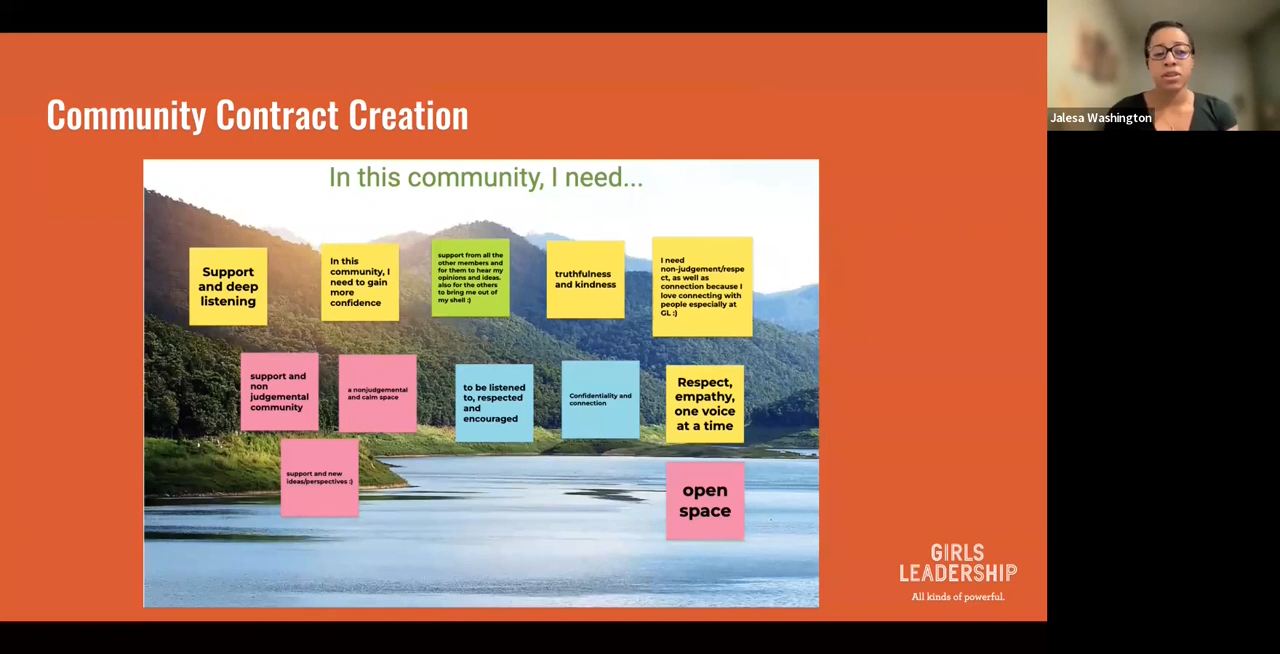 Community Contract Creation
Jalesa Washington
In this community, I need...
Support
and deep
listening
In this
community, I
need to gain
more
confidence
support from all the
other members and
for them to hear my
opinions and ideas.
also for the others
to bring me out of
my shell :)
truthfulness
and kindness
I need
non-judgement/respe
ct, as well as
connection because I
love connecting with
people especially at
GL :)
support and
non
judgemental
community
a nonjudgemental
and calm space
to be listened
to, respected
and
encouraged
Confidentiality and
connection
Respect,
empathy,
one voice
at a time
support and new
ideas/perspectives :)
open
space
GIRLS
LEADERSHIP
All kinds of powerful.